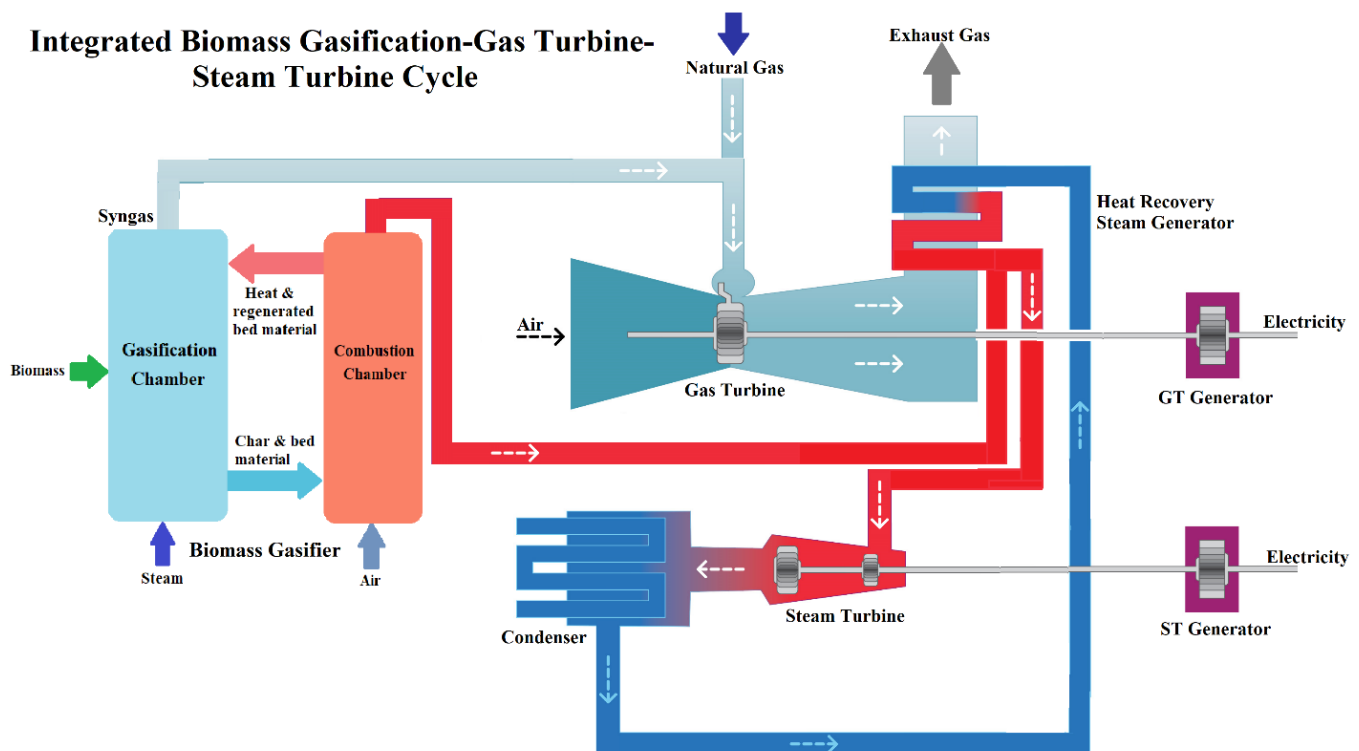 Integrated Biomass Gasification-Gas Turbine-
Steam Turbine Cycle
Natural Gas
Exhaust Gas
Heat Recovery
Steam Generator
Syngas
Heat &
regenerated
bed material
Air
Electricity
Biomass
Gasification
Chamber
Combustion
Chamber
Gas Turbine
GT Generator
Char & bed
material
Biomass Gasifier
Steam
Air
Electricity
Steam Turbine
Condenser
ST Generator